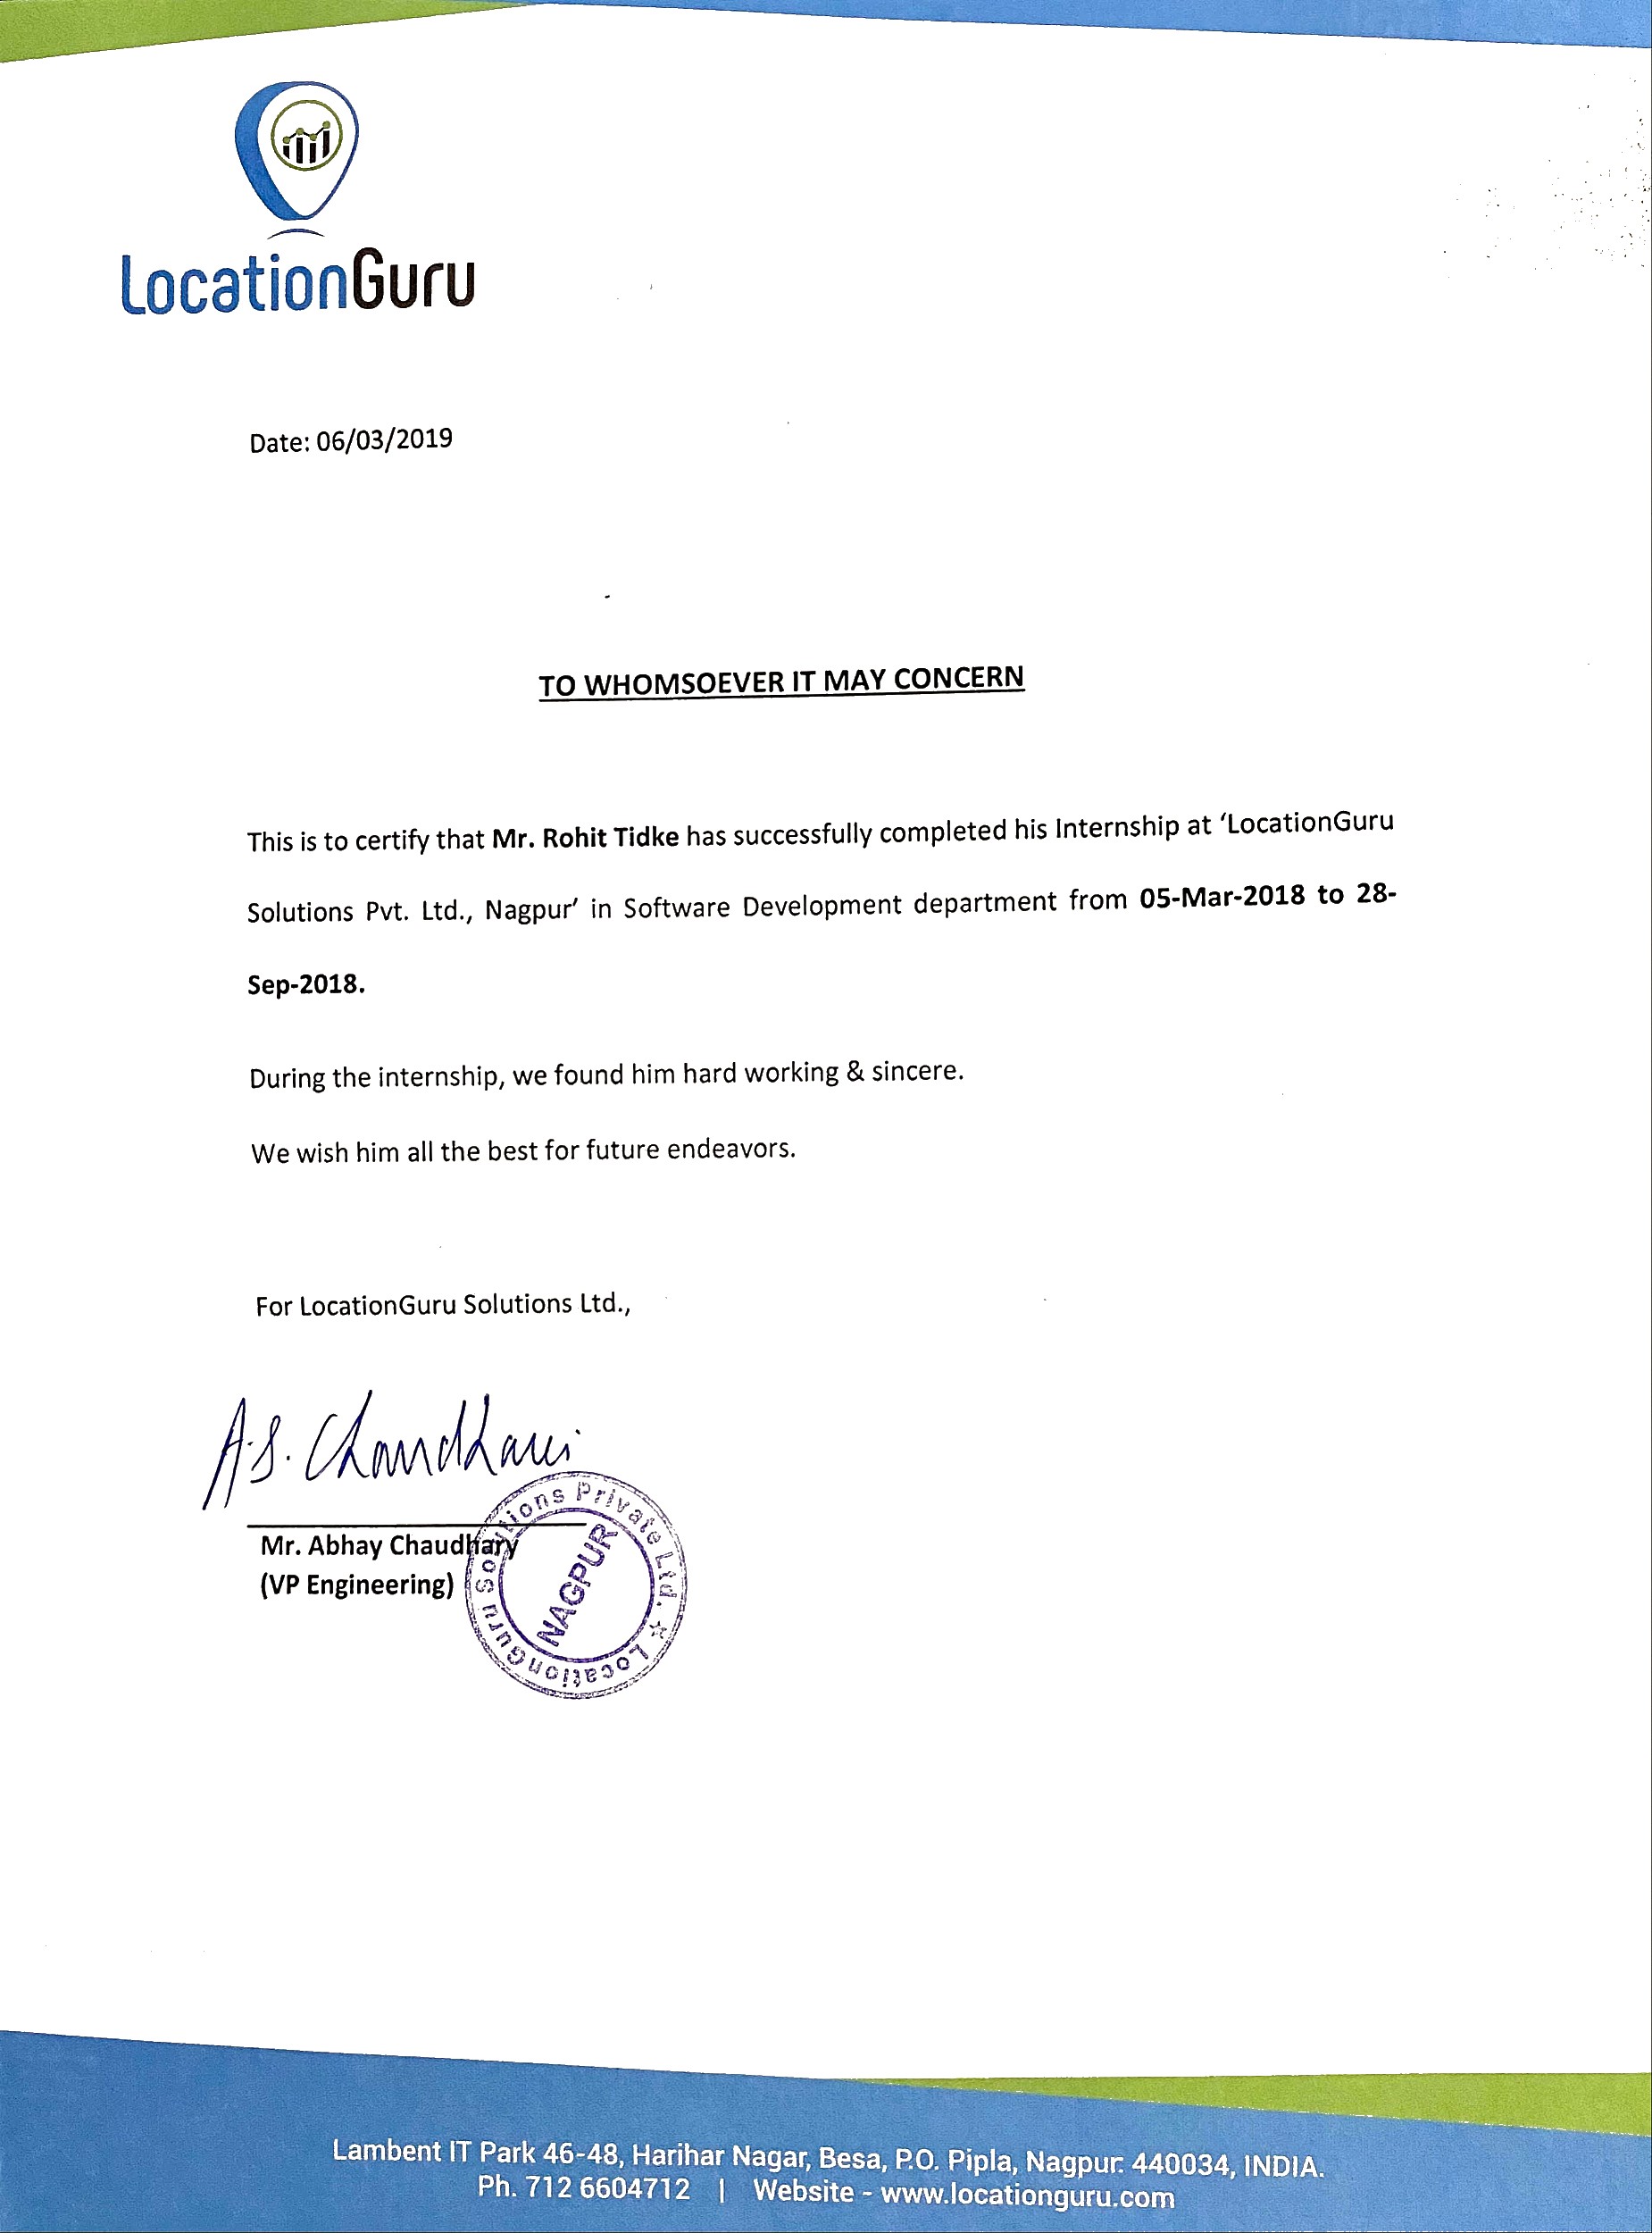 LocationGuru
Date: 06/03/2019
TO WHOMSOEVER IT MAY CONCERN
This is to certify that Mr. Rohit Tidke has successfully completed his Internship at ‘LocationGuru
Solutions Pvt. Ltd., Nagpur’ in Software Development department from 05-Mar-2018 to 28-
Sep-2018.
During the internship, we found him hard working & sincere.
We wish him all the best for future endeavors.
For LocationGuru Solutions Ltd.,
A.S. Chaudhari
Mr. Abhay Chaudhary
(VP Engineering)
LocationGuru Solutions Private Ltd. ☆
NAGPUR
Lambent IT Park 46-48, Harihar Nagar, Besa, P.O. Pipla, Nagpur. 440034, INDIA.
Ph. 712 6604712 | Website - www.locationguru.com